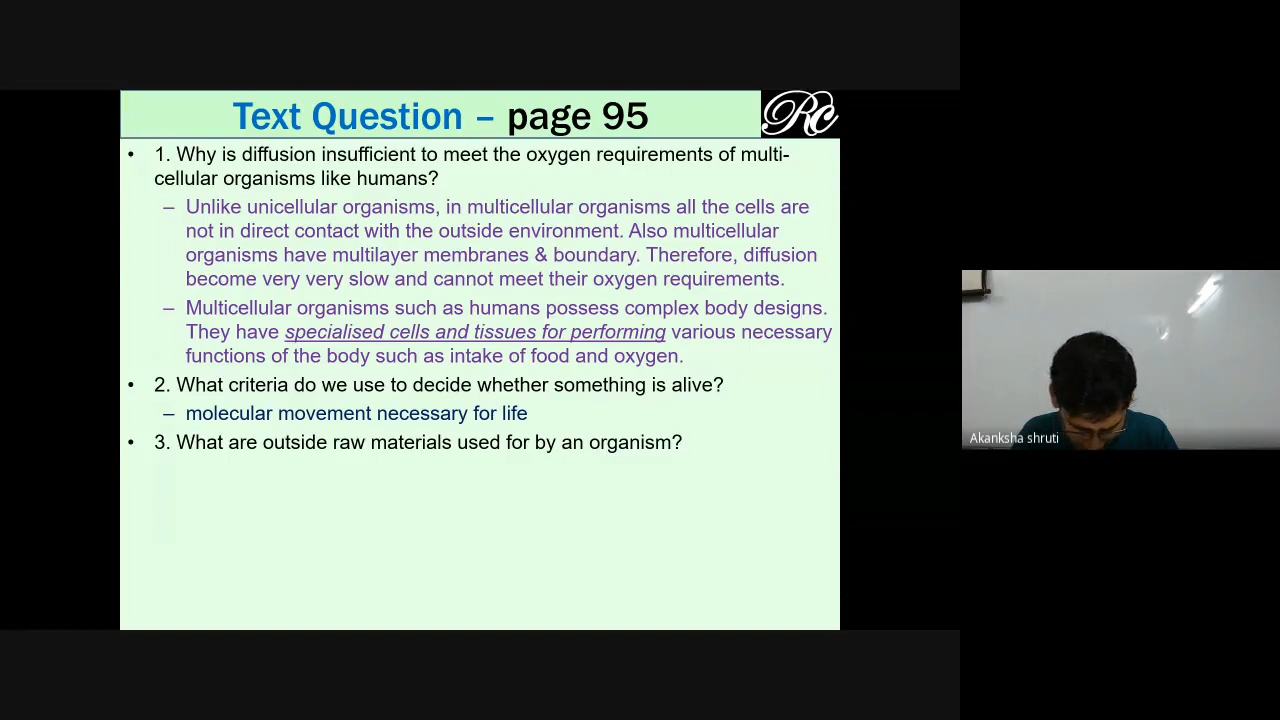 Text Question – page 95
Rc
• 1. Why is diffusion insufficient to meet the oxygen requirements of multi-
cellular organisms like humans?
– Unlike unicellular organisms, in multicellular organisms all the cells are
not in direct contact with the outside environment. Also multicellular
organisms have multilayer membranes & boundary. Therefore, diffusion
become very very slow and cannot meet their oxygen requirements.
– Multicellular organisms such as humans possess complex body designs.
They have specialised cells and tissues for performing various necessary
functions of the body such as intake of food and oxygen.
• 2. What criteria do we use to decide whether something is alive?
– molecular movement necessary for life
• 3. What are outside raw materials used for by an organism?
Akanksha shruti